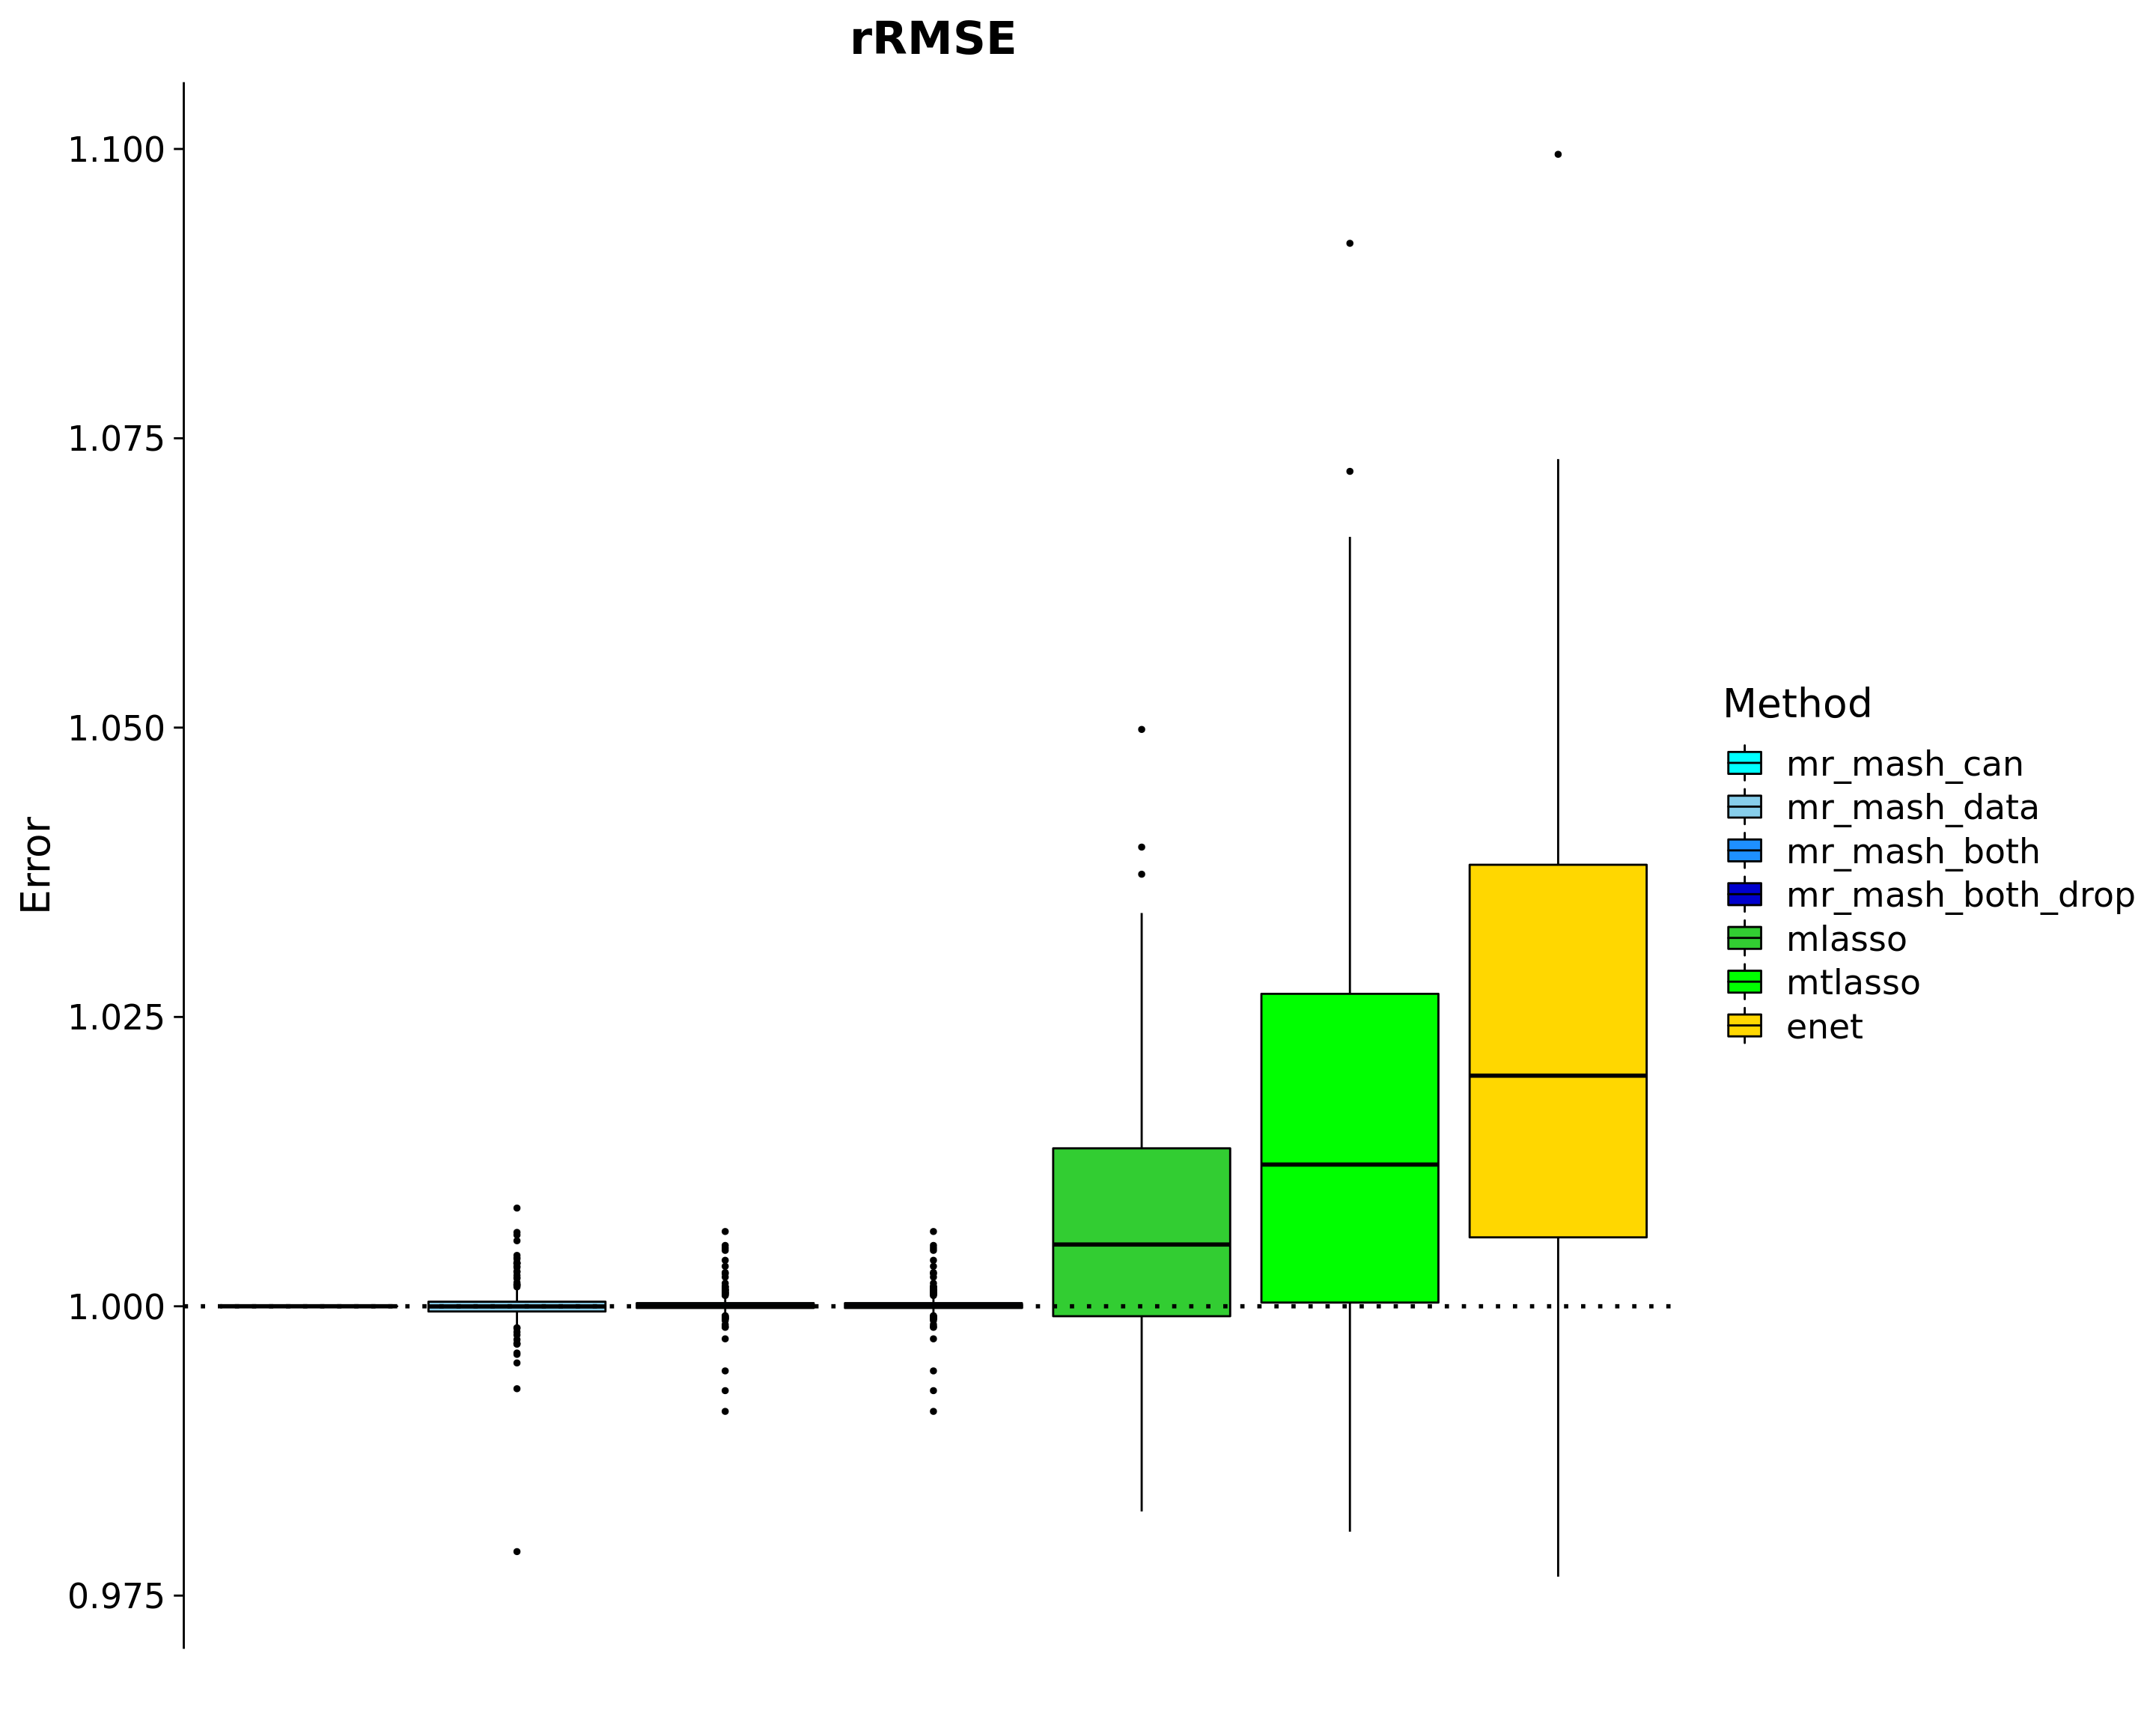 rRMSE
1.100
1.075
1.050
1.025
1.000
0.975
Error
Method
mr_mash_can
mr_mash_data
mr_mash_both
mr_mash_both_drop
mlasso
mtlasso
enet